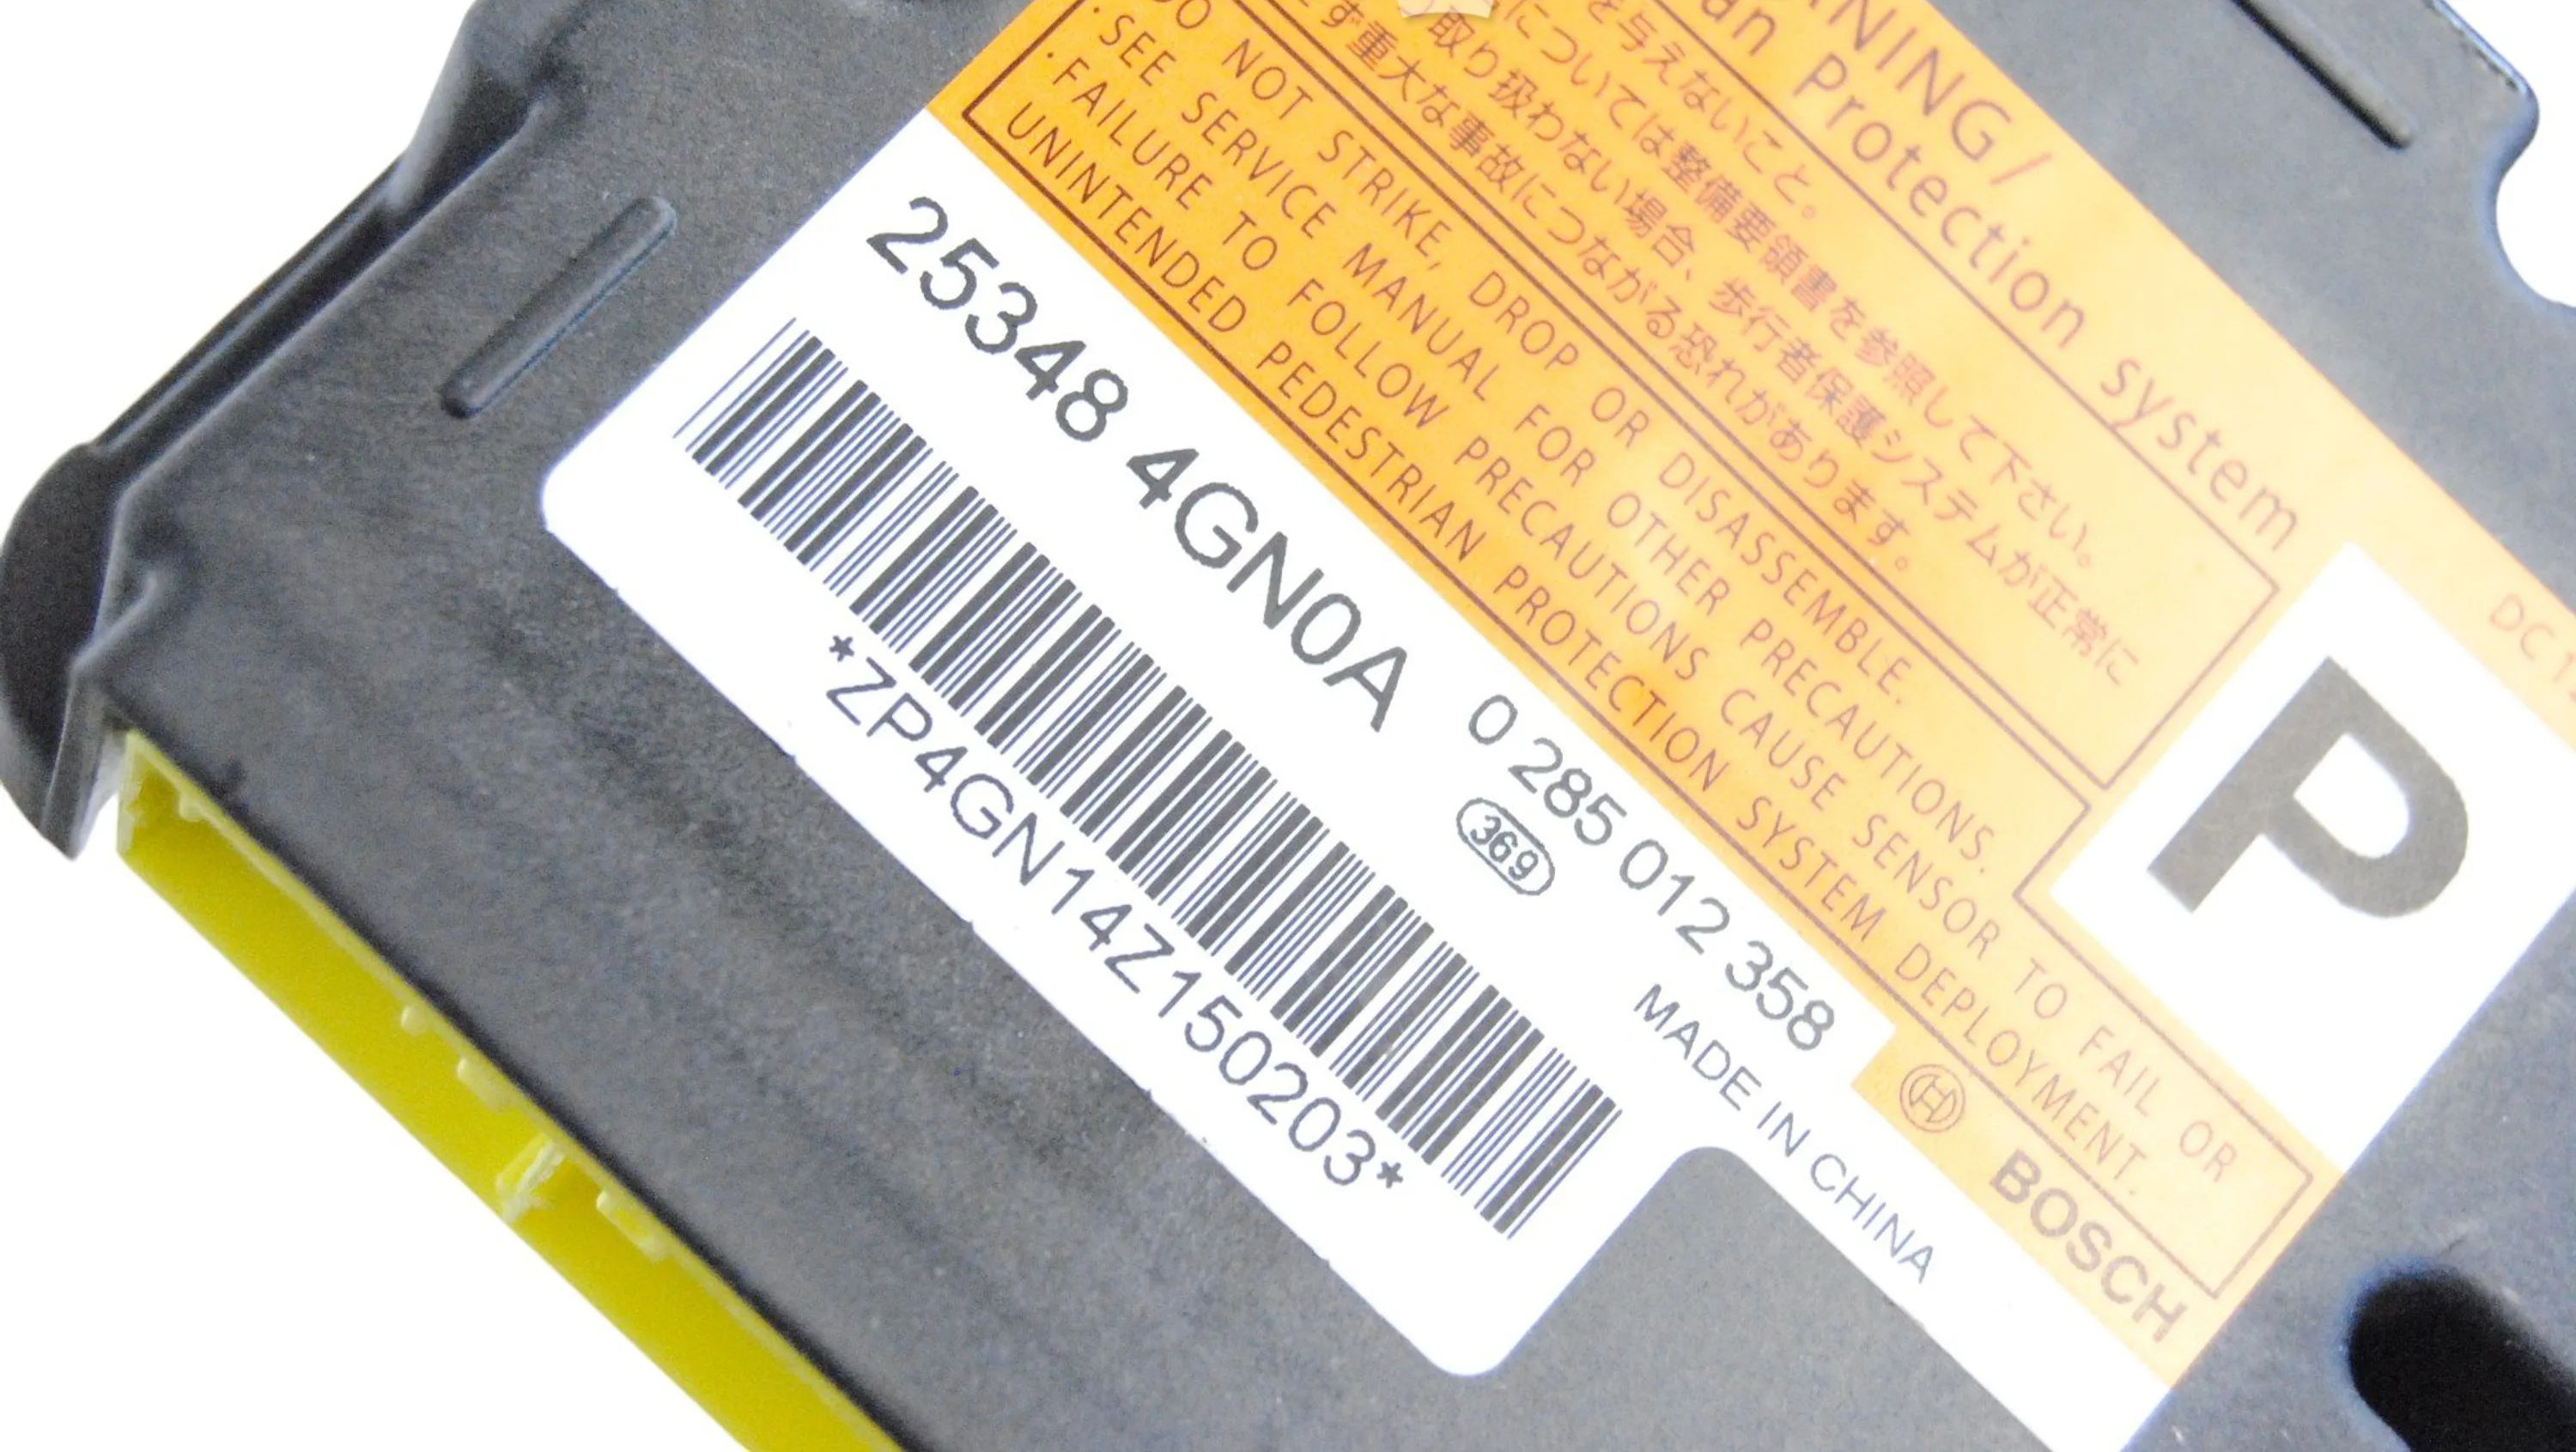 NING/
an Protection system
を与えないこと。
については整備要領書を参照して下さい。
取り扱わない場合、歩行者保護システムが正常に
ず重大な事故につながる恐れがあります。
DO NOT STRIKE, DROP OR DISASSEMBLE.
·SEE SERVICE MANUAL FOR OTHER PRECAUTIONS.
·FAILURE TO FOLLOW PRECAUTIONS CAUSE SENSOR TO FAIL OR
UNINTENDED PEDESTRIAN PROTECTION SYSTEM DEPLOYMENT.
DC 1
P
25348 4GN0A
0 285 012 358
369
MADE IN CHINA
*ZP4GN14Z150203*
BOSCH